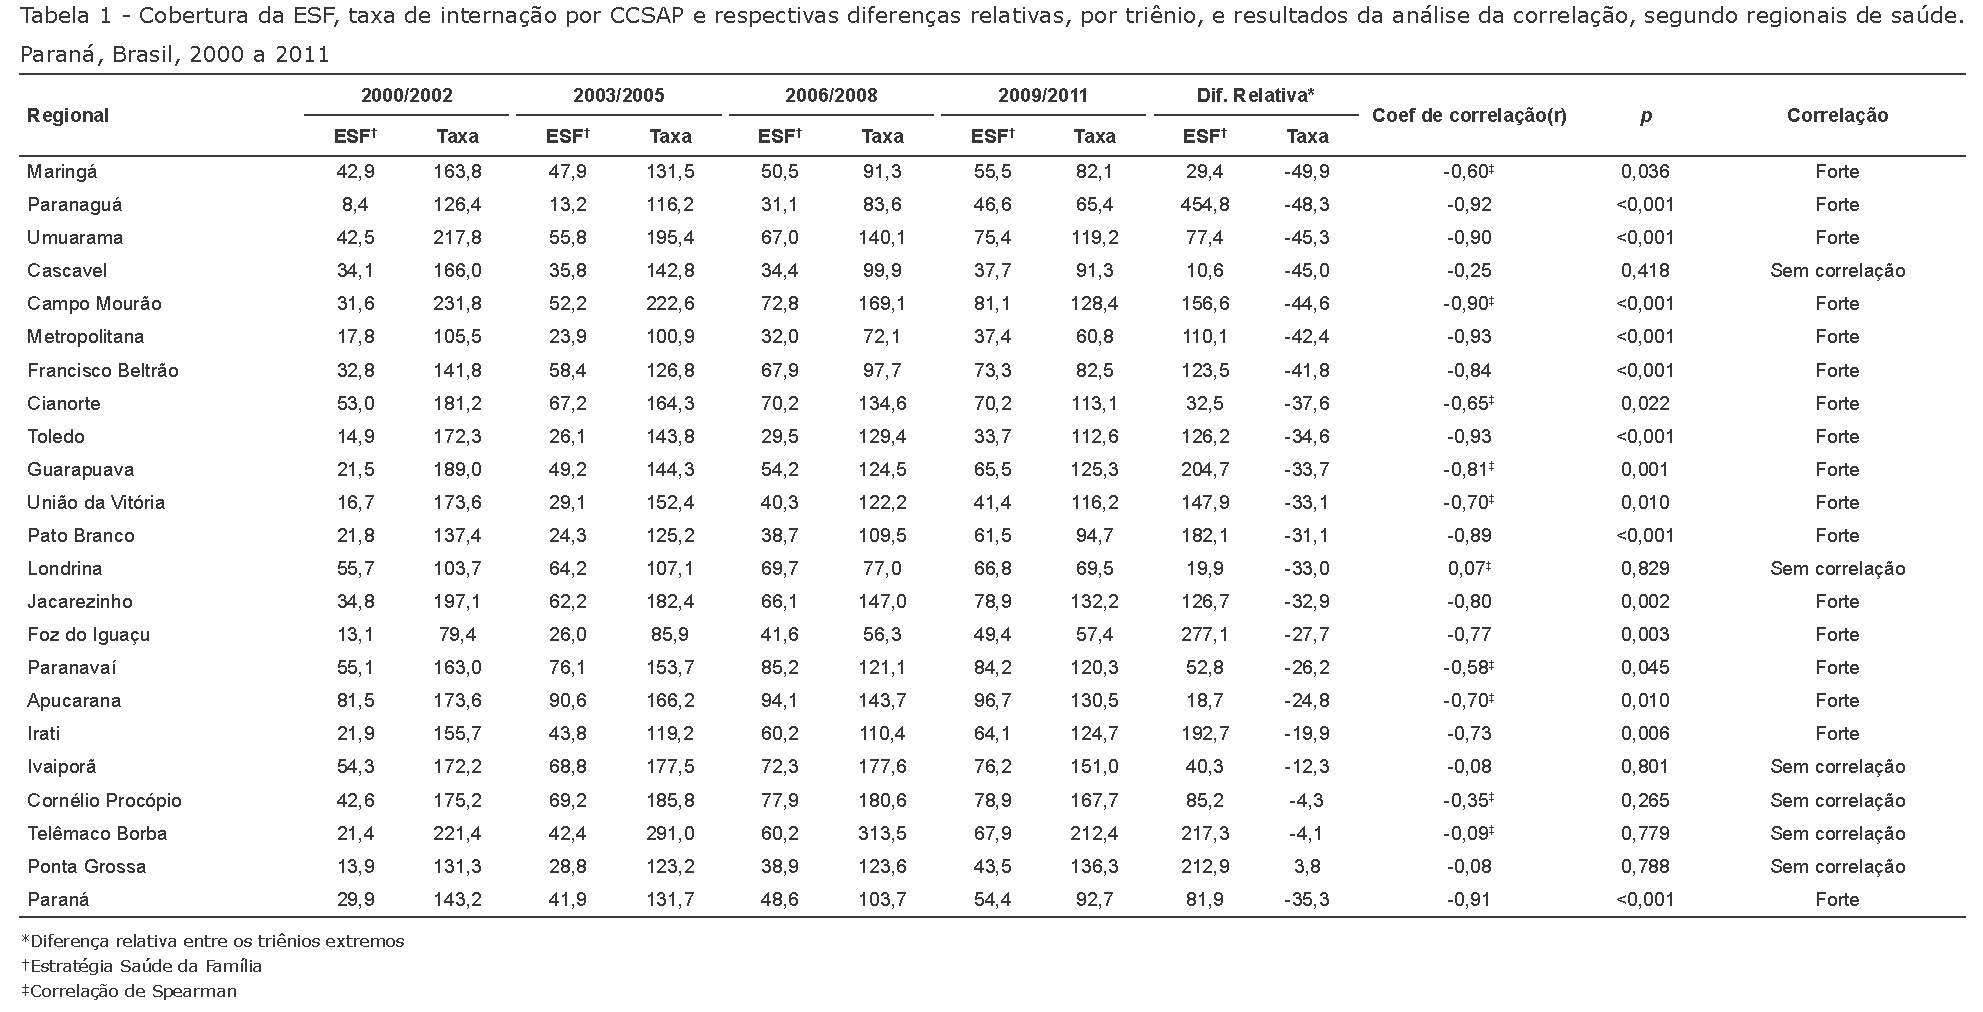 Tabela 1 - Cobertura da ESF, taxa de internação por CCSAP e respectivas diferenças relativas, por triênio, e resultados da análise da correlação, segundo regionais de saúde.
Paraná, Brasil, 2000 a 2011
Regional 2000/2002 2003/2005 2006/2008 2009/2011 Dif. Relativa* Coef de correlação(r) p Correlação
ESF† Taxa ESF† Taxa ESF† Taxa ESF† Taxa ESF† Taxa
Maringá 42,9 163,8 47,9 131,5 50,5 91,3 55,5 82,1 29,4 -49,9 -0,60‡ 0,036 Forte
Paranaguá 8,4 126,4 13,2 116,2 31,1 83,6 46,6 65,4 454,8 -48,3 -0,92 <0,001 Forte
Umuarama 42,5 217,8 55,8 195,4 67,0 140,1 75,4 119,2 77,4 -45,3 -0,90 <0,001 Forte
Cascavel 34,1 166,0 35,8 142,8 34,4 99,9 37,7 91,3 10,6 -45,0 -0,25 0,418 Sem correlação
Campo Mourão 31,6 231,8 52,2 222,6 72,8 169,1 81,1 128,4 156,6 -44,6 -0,90‡ <0,001 Forte
Metropolitana 17,8 105,5 23,9 100,9 32,0 72,1 37,4 60,8 110,1 -42,4 -0,93 <0,001 Forte
Francisco Beltrão 32,8 141,8 58,4 126,8 67,9 97,7 73,3 82,5 123,5 -41,8 -0,84 <0,001 Forte
Cianorte 53,0 181,2 67,2 164,3 70,2 134,6 70,2 113,1 32,5 -37,6 -0,65‡ 0,022 Forte
Toledo 14,9 172,3 26,1 143,8 29,5 129,4 33,7 112,6 126,2 -34,6 -0,93 <0,001 Forte
Guarapuava 21,5 189,0 49,2 144,3 54,2 124,5 65,5 125,3 204,7 -33,7 -0,81‡ 0,001 Forte
União da Vitória 16,7 173,6 29,1 152,4 40,3 122,2 41,4 116,2 147,9 -33,1 -0,70‡ 0,010 Forte
Pato Branco 21,8 137,4 24,3 125,2 38,7 109,5 61,5 94,7 182,1 -31,1 -0,89 <0,001 Forte
Londrina 55,7 103,7 64,2 107,1 69,7 77,0 66,8 69,5 19,9 -33,0 0,07‡ 0,829 Sem correlação
Jacarezinho 34,8 197,1 62,2 182,4 66,1 147,0 78,9 132,2 126,7 -32,9 -0,80 0,002 Forte
Foz do Iguaçu 13,1 79,4 26,0 85,9 41,6 56,3 49,4 57,4 277,1 -27,7 -0,77 0,003 Forte
Paranavaí 55,1 163,0 76,1 153,7 85,2 121,1 84,2 120,3 52,8 -26,2 -0,58‡ 0,045 Forte
Apucarana 81,5 173,6 90,6 166,2 94,1 143,7 96,7 130,5 18,7 -24,8 -0,70‡ 0,010 Forte
Irati 21,9 155,7 43,8 119,2 60,2 110,4 64,1 124,7 192,7 -19,9 -0,73 0,006 Forte
Ivaiporã 54,3 172,2 68,8 177,5 72,3 177,6 76,2 151,0 40,3 -12,3 -0,08 0,801 Sem correlação
Cornélio Procópio 42,6 175,2 69,2 185,8 77,9 180,6 78,9 167,7 85,2 -4,3 -0,35‡ 0,265 Sem correlação
Telêmaco Borba 21,4 221,4 42,4 291,0 60,2 313,5 67,9 212,4 217,3 -4,1 -0,09‡ 0,779 Sem correlação
Ponta Grossa 13,9 131,3 28,8 123,2 38,9 123,6 43,5 136,3 212,9 3,8 -0,08 0,788 Sem correlação
Paraná 29,9 143,2 41,9 131,7 48,6 103,7 54,4 92,7 81,9 -35,3 -0,91 <0,001 Forte
*Diferença relativa entre os triênios extremos
†Estratégia Saúde da Família
‡Correlação de Spearman